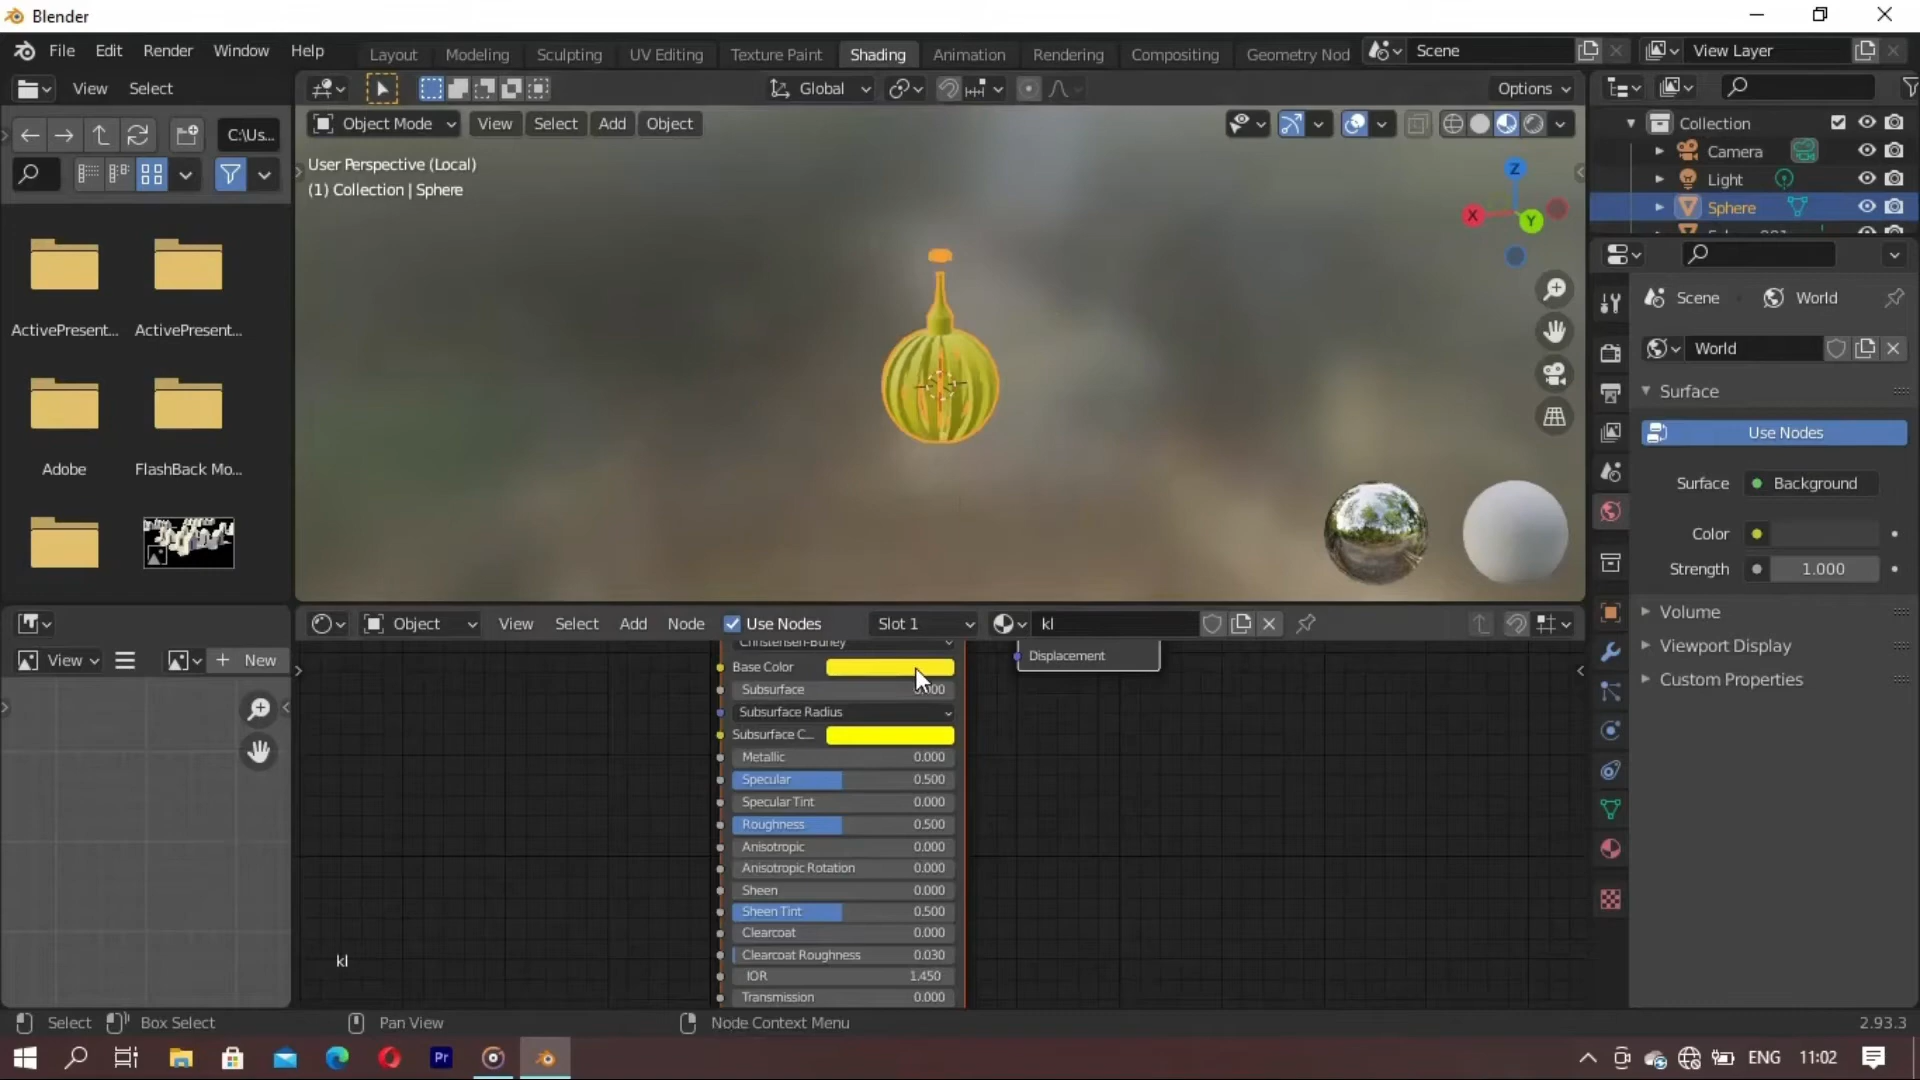 Blender
File Edit Render Window Help
Layout Modeling Sculpting UV Editing Texture Paint Shading Animation Rendering Compositing Geometry Nod
Scene
View Layer
View Select
Global
Options
C:\Us...
Object Mode View Select Add Object
User Perspective (Local)
(1) Collection | Sphere
Z
X
Y
Collection
Camera
Light
Sphere
ActivePresent...
ActivePresent...
Adobe
FlashBack Mo...
Scene
World
World
Surface
Use Nodes
Surface Background
Color
Strength 1.000
Volume
Viewport Display
Custom Properties
View
New
Object View Select Add Node Use Nodes Slot 1 kl
Christensen-Burley
Base Color
Subsurface
Subsurface Radius
Subsurface C...
Metallic 0.000
Specular 0.500
Specular Tint 0.000
Roughness 0.500
Anisotropic 0.000
Anisotropic Rotation 0.000
Sheen 0.000
Sheen Tint 0.500
Clearcoat 0.000
Clearcoat Roughness 0.030
IOR 1.450
Transmission 0.000
Displacement
kl
Select Box Select Pan View Node Context Menu 2.93.3
Pr
ENG 11:02